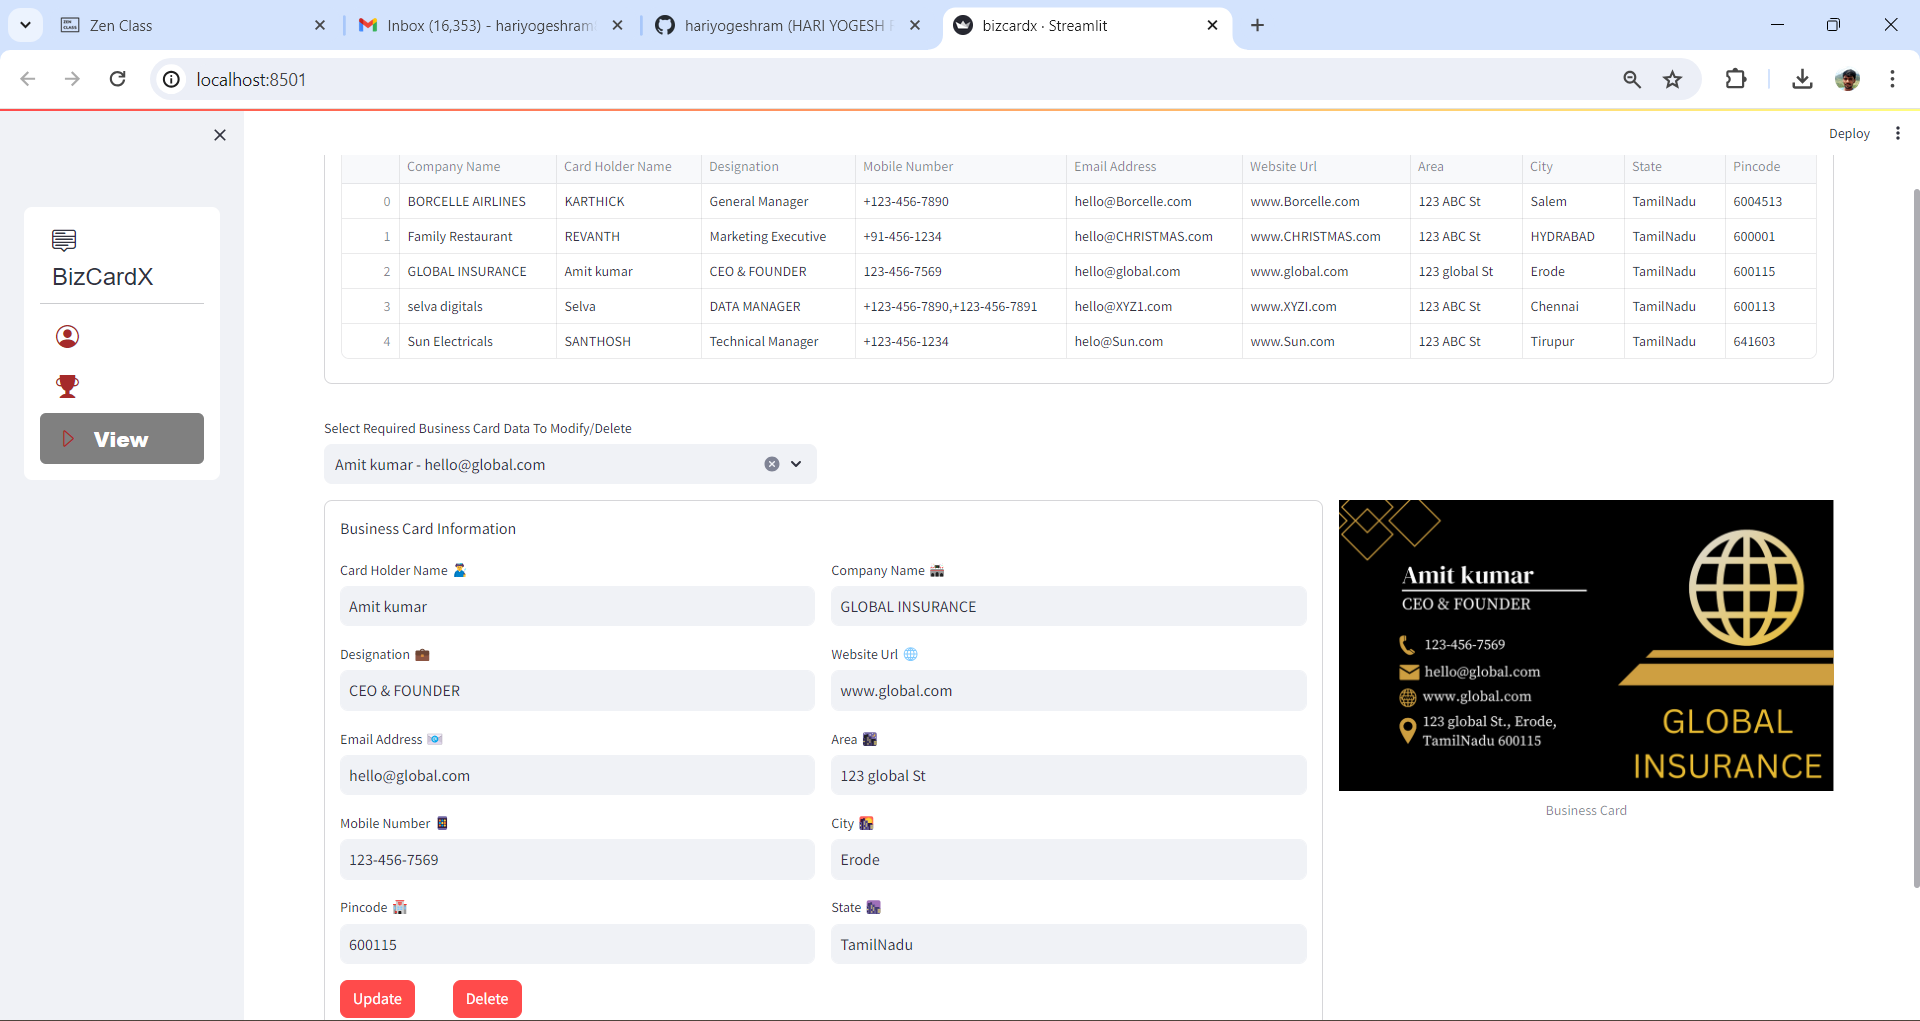 Zen Class
Inbox (16,353) - hariyogeshram
hariyogeshram (HARI YOGESH
bizcardx · Streamlit
localhost:8501
Deploy
Company Name Card Holder Name Designation Mobile Number Email Address Website Url Area City State Pincode
0 BORCELLE AIRLINES KARTHICK General Manager +123-456-7890 hello@Borcelle.com www.Borcelle.com 123 ABC St Salem TamilNadu 6004513
1 Family Restaurant REVANTH Marketing Executive +91-456-1234 hello@CHRISTMAS.com www.CHRISTMAS.com 123 ABC St HYDRABAD TamilNadu 600001
2 GLOBAL INSURANCE Amit kumar CEO & FOUNDER 123-456-7569 hello@global.com www.global.com 123 global St Erode TamilNadu 600115
3 selva digitals Selva DATA MANAGER +123-456-7890,+123-456-7891 hello@XYZ1.com www.XYZI.com 123 ABC St Chennai TamilNadu 600113
4 Sun Electricals SANTHOSH Technical Manager +123-456-1234 helo@Sun.com www.Sun.com 123 ABC St Tirupur TamilNadu 641603
BizCardX
View
Select Required Business Card Data To Modify/Delete
Amit kumar - hello@global.com
Business Card Information
Card Holder Name
Amit kumar
Company Name
GLOBAL INSURANCE
Designation
CEO & FOUNDER
Website Url
www.global.com
Email Address
hello@global.com
Area
123 global St
Mobile Number
123-456-7569
City
Erode
Pincode
600115
State
TamilNadu
Update
Delete
Amit kumar
CEO & FOUNDER
123-456-7569
hello@global.com
www.global.com
123 global St., Erode,
TamilNadu 600115
GLOBAL
INSURANCE
Business Card